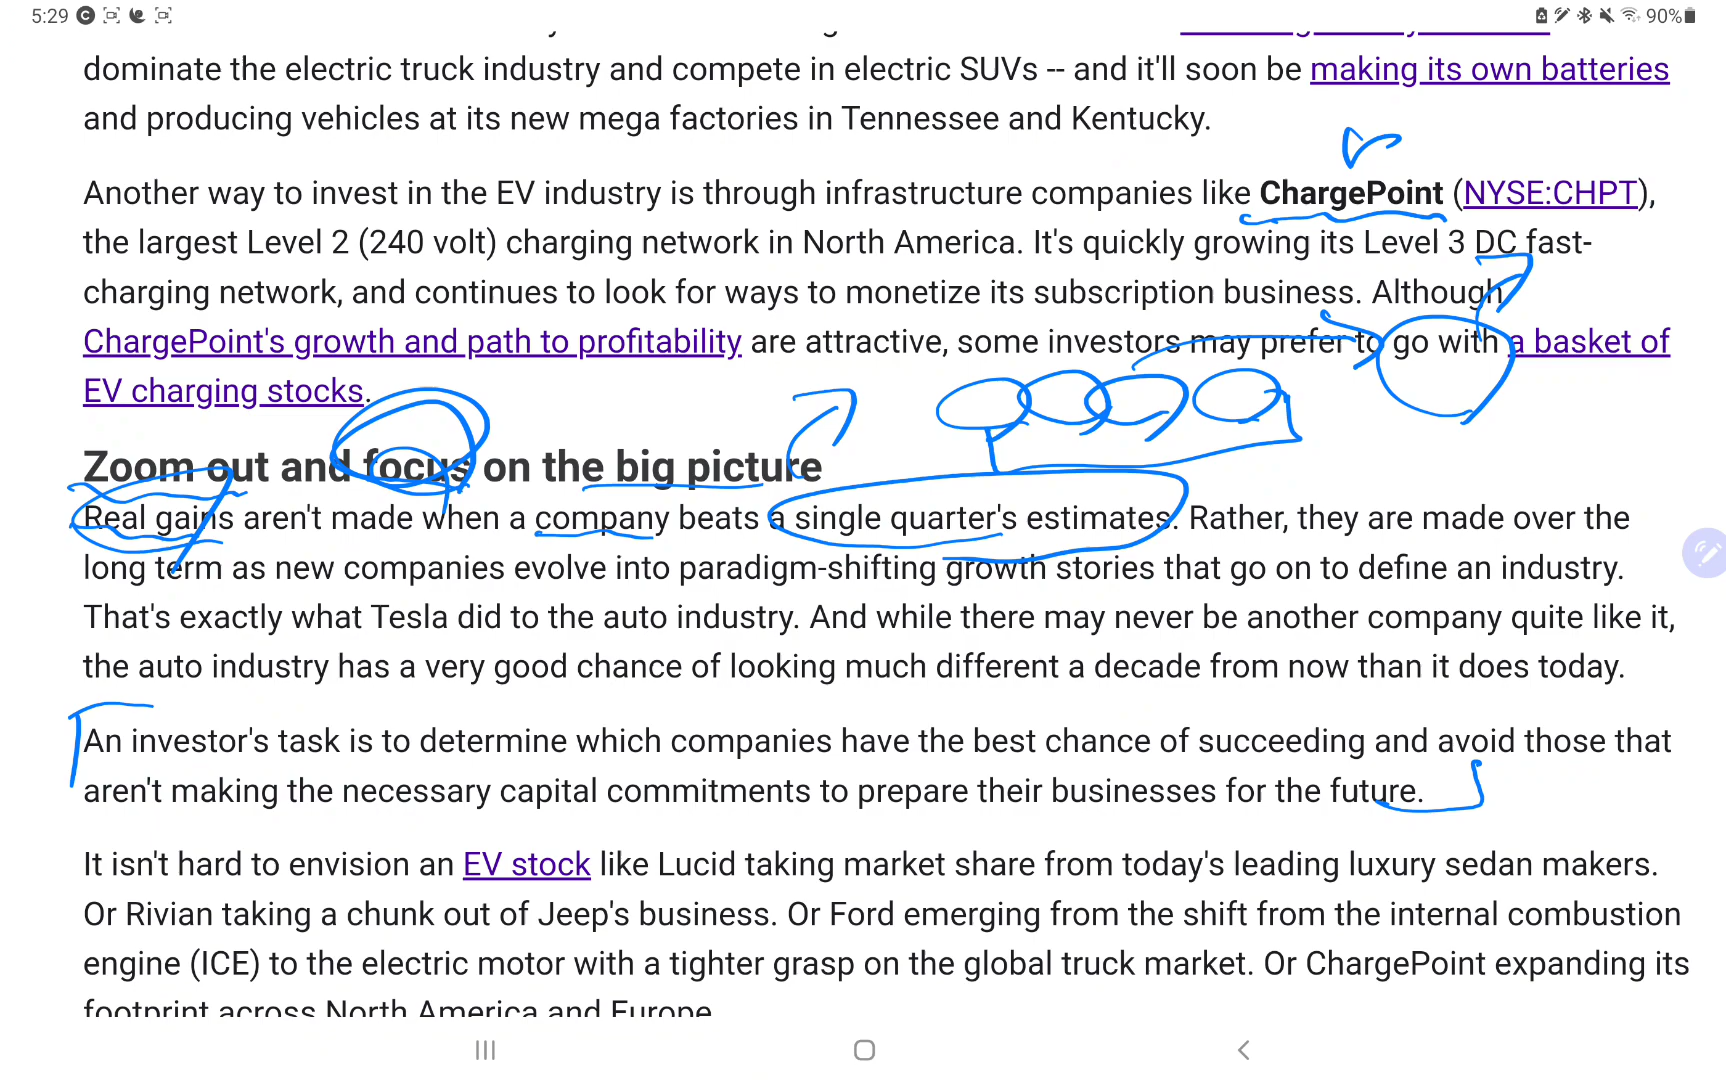 5:29
90%
dominate the electric truck industry and compete in electric SUVs -- and it'll soon be making its own batteries
and producing vehicles at its new mega factories in Tennessee and Kentucky.
Another way to invest in the EV industry is through infrastructure companies like ChargePoint (NYSE:CHPT),
the largest Level 2 (240 volt) charging network in North America. It's quickly growing its Level 3 DC fast-
charging network, and continues to look for ways to monetize its subscription business. Although
ChargePoint's growth and path to profitability are attractive, some investors may prefer to go with a basket of
EV charging stocks.
Zoom out and focus on the big picture
Real gains aren't made when a company beats a single quarter's estimates. Rather, they are made over the
long term as new companies evolve into paradigm-shifting growth stories that go on to define an industry.
That's exactly what Tesla did to the auto industry. And while there may never be another company quite like it,
the auto industry has a very good chance of looking much different a decade from now than it does today.
An investor's task is to determine which companies have the best chance of succeeding and avoid those that
aren't making the necessary capital commitments to prepare their businesses for the future.
It isn't hard to envision an EV stock like Lucid taking market share from today's leading luxury sedan makers.
Or Rivian taking a chunk out of Jeep's business. Or Ford emerging from the shift from the internal combustion
engine (ICE) to the electric motor with a tighter grasp on the global truck market. Or ChargePoint expanding its
footprint across North America and Europe.